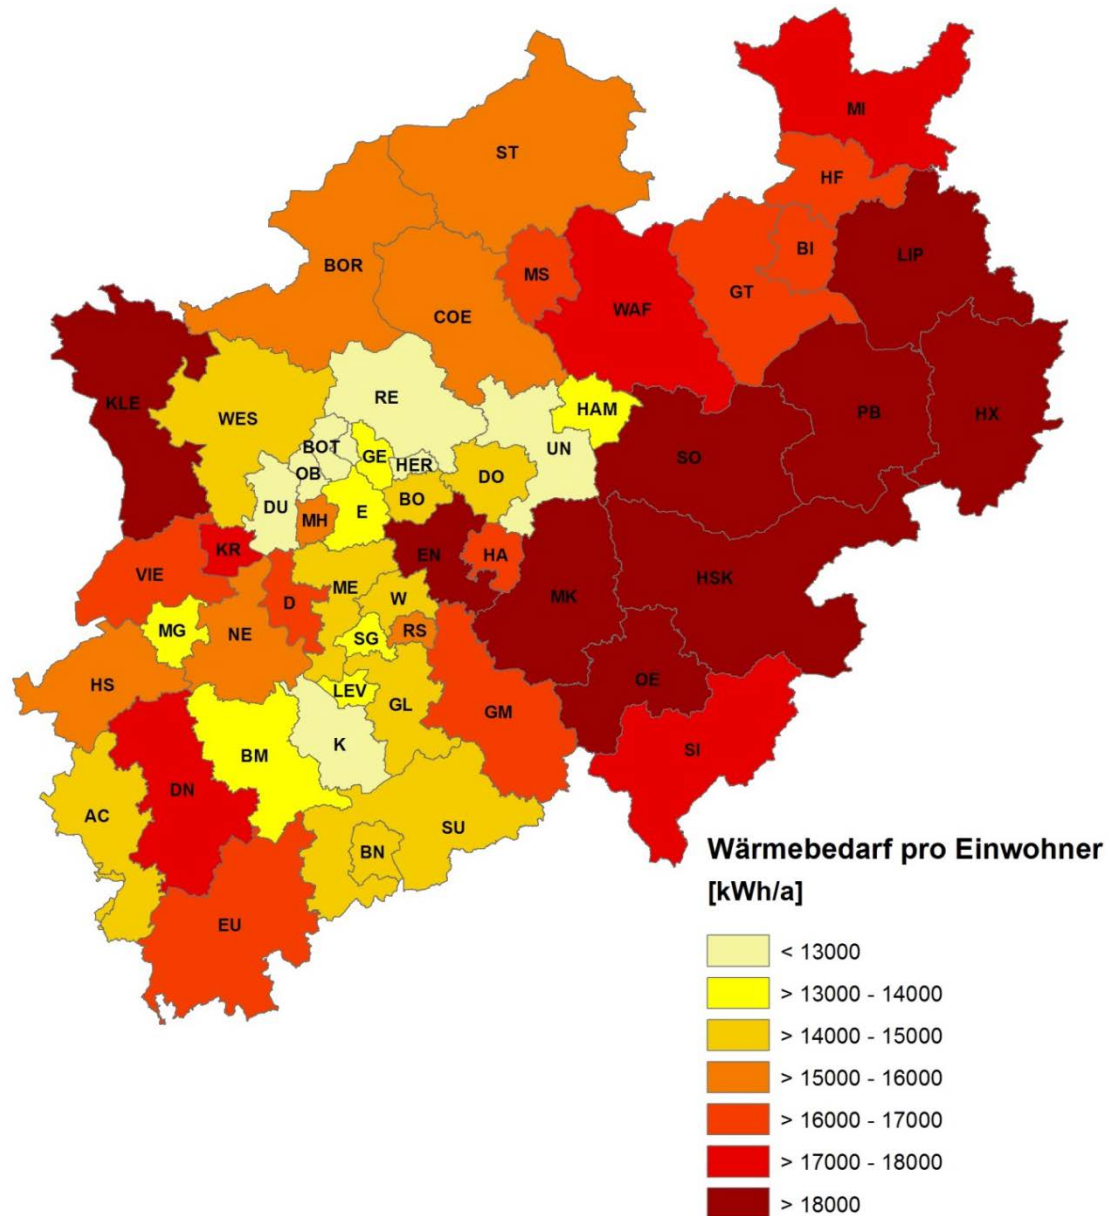 MI
ST
HF
BI
LIP
BOR
MS
GT
COE
WAF
KLE
RE
WES
HAM
PB
HX
BOT
GE
HER
UN
SO
OB
DO
DU
BO
MH
E
KR
EN
HA
VIE
HSK
ME
MK
D
W
MG
NE
SG
RS
HS
LEV
OE
GL
GM
K
BM
SI
DN
AC
SU
BN
EU
Wärmebedarf pro Einwohner
[kWh/a]
< 13000
> 13000 - 14000
> 14000 - 15000
> 15000 - 16000
> 16000 - 17000
> 17000 - 18000
> 18000